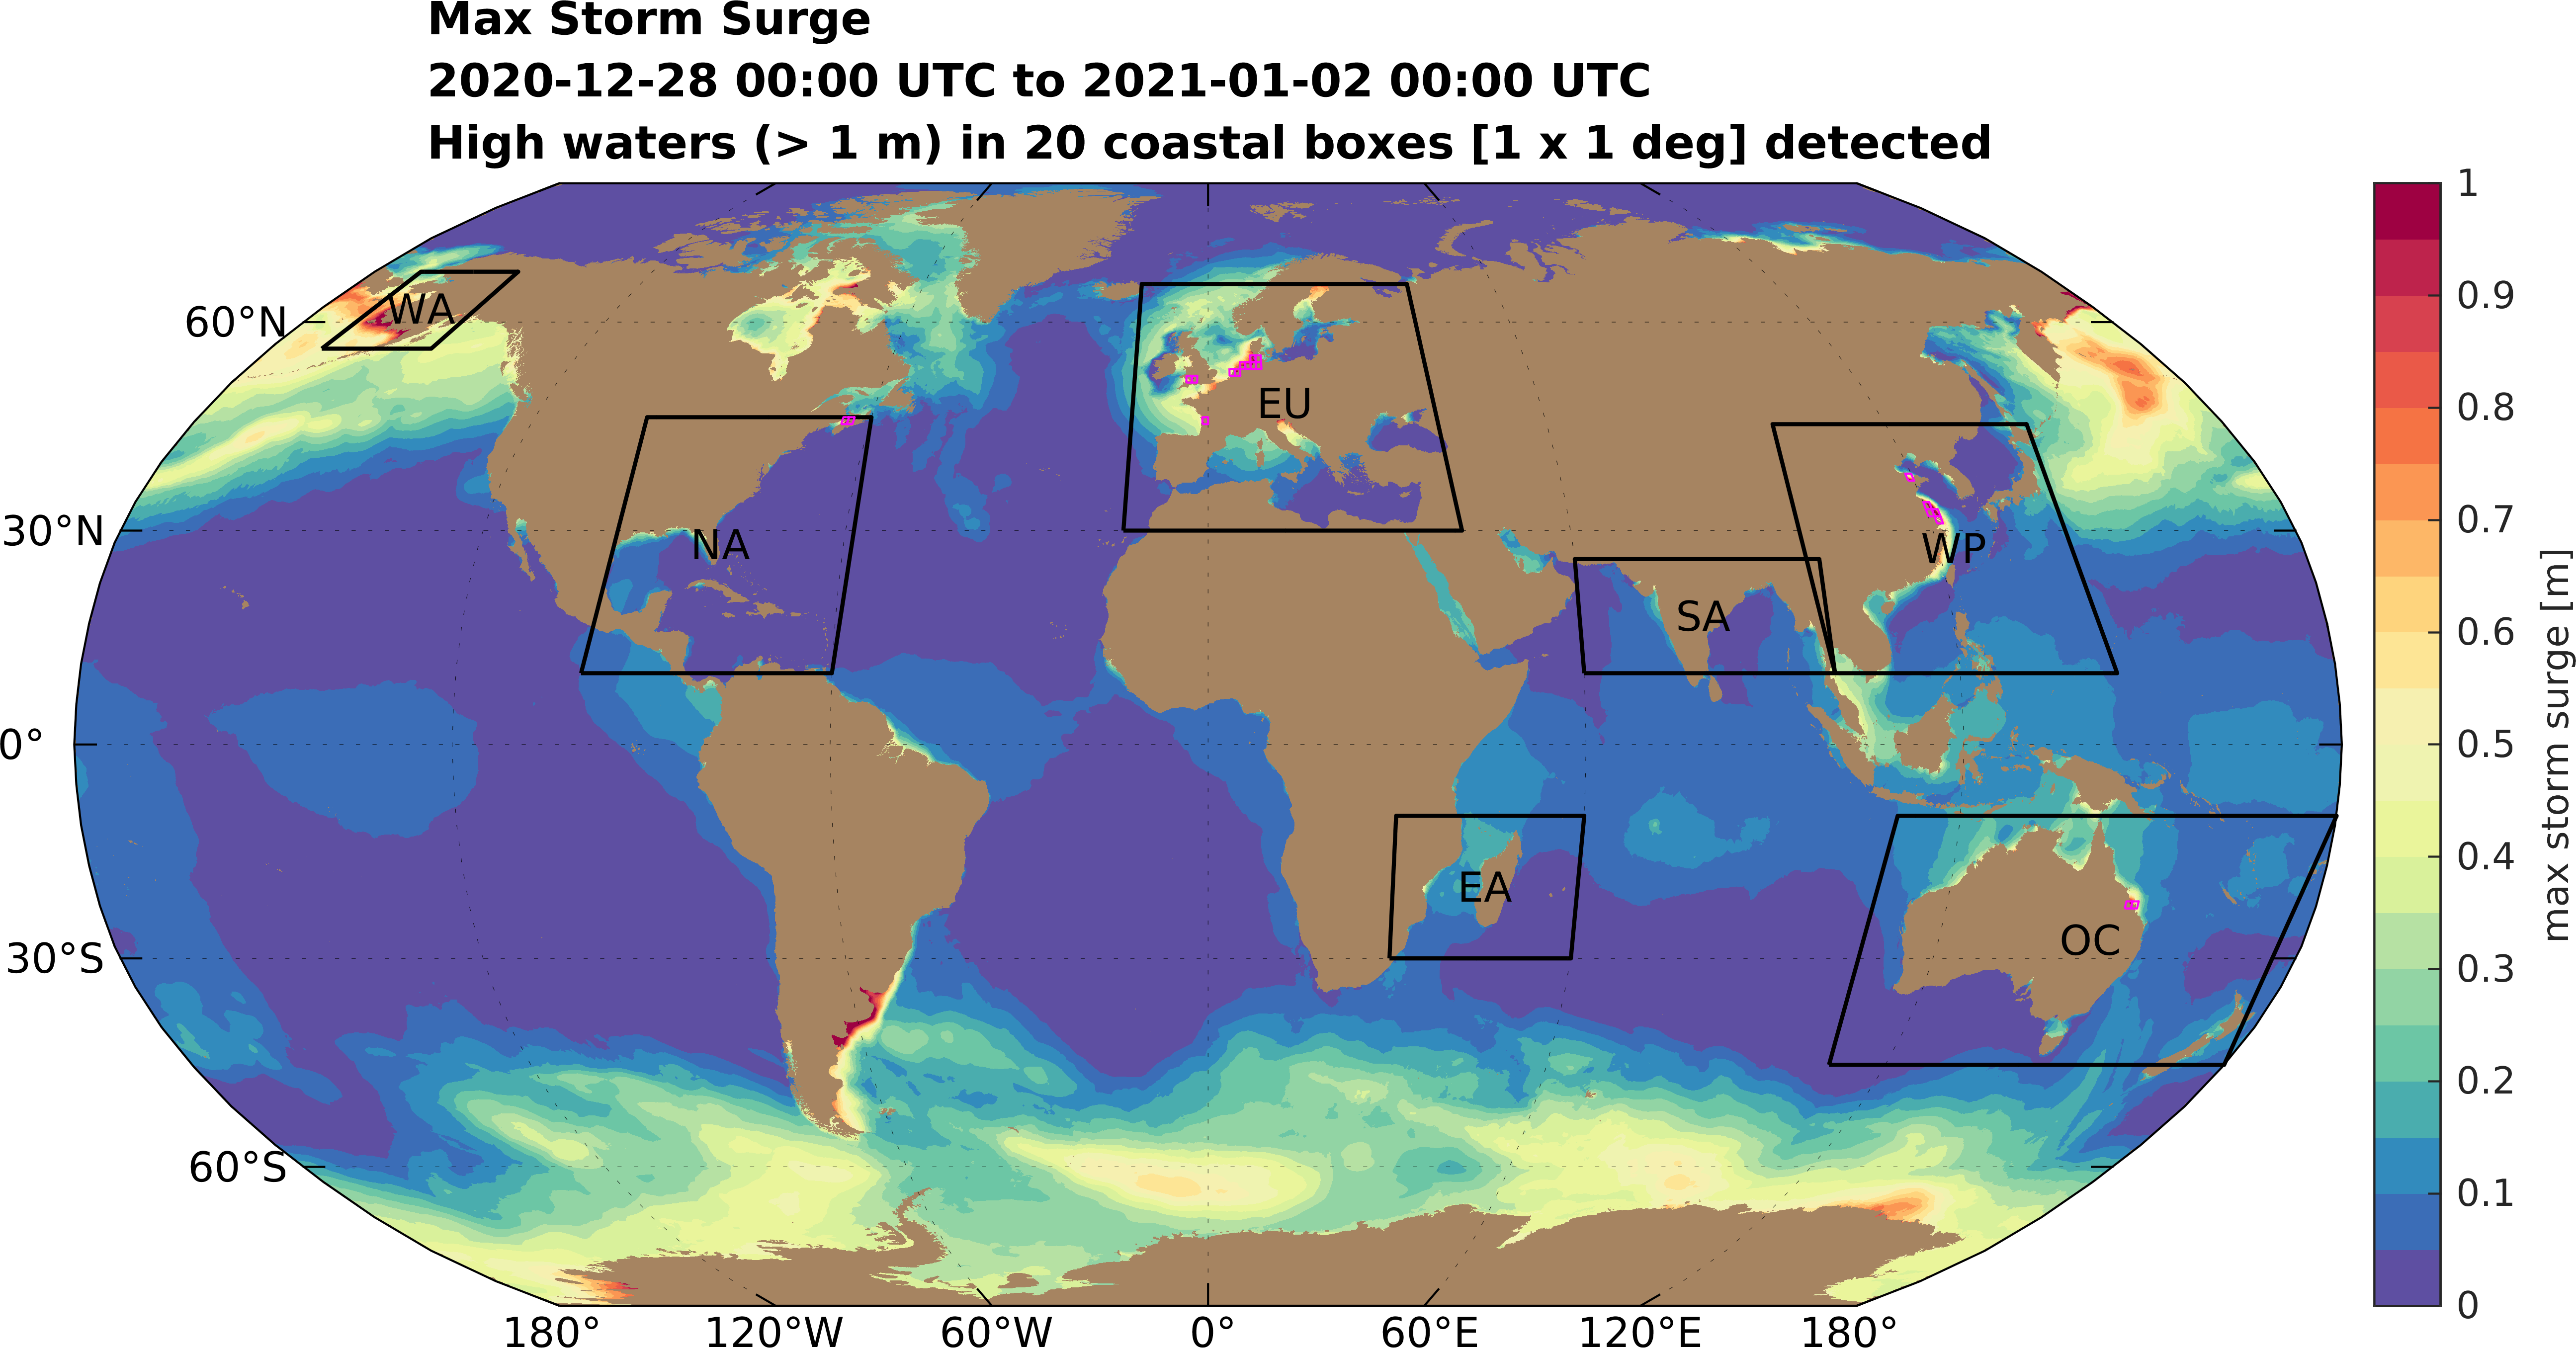 Max Storm Surge
2020-12-28 00:00 UTC to 2021-01-02 00:00 UTC
High waters (> 1 m) in 20 coastal boxes [1 x 1 deg] detected
60°N
30°N
0°
30°S
60°S
WA
NA
EU
SA
WP
EA
OC
180°
120°W
60°W
0°
60°E
120°E
180°
1
0.9
0.8
0.7
0.6
0.5
0.4
0.3
0.2
0.1
0
max storm surge [m]